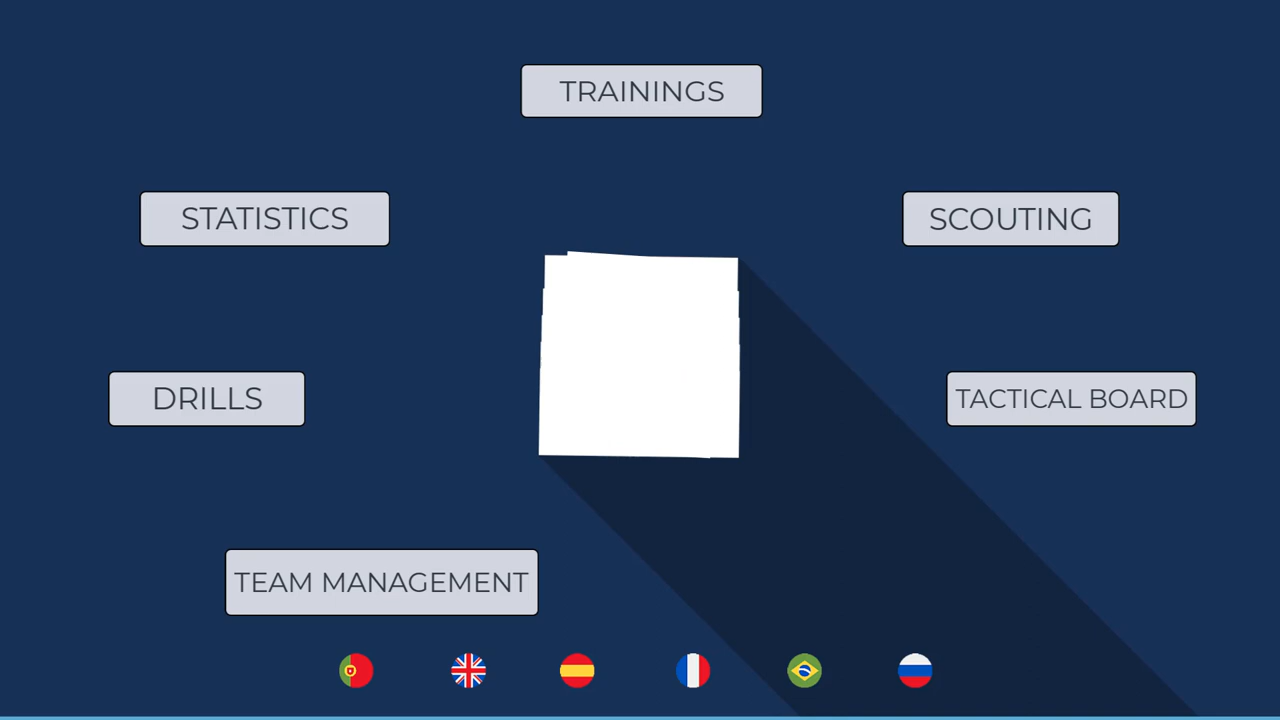 TRAININGS
STATISTICS
SCOUTING
DRILLS
TACTICAL BOARD
TEAM MANAGEMENT